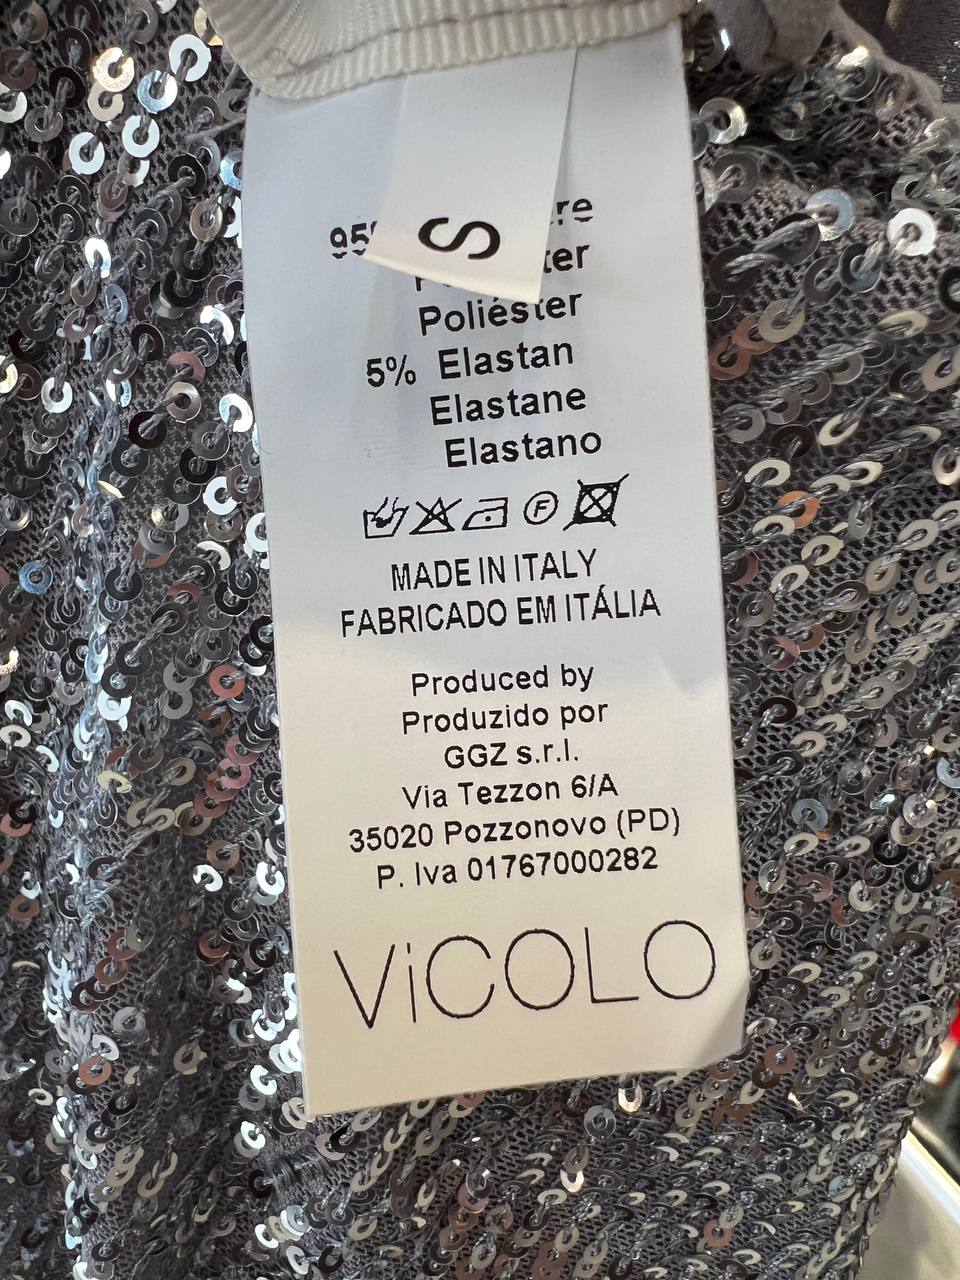 S
Poliéster
5% Elastan
Elastane
Elastano
F
MADE IN ITALY
FABRICADO EM ITÁLIA
Produced by
Produzido por
GGZ s.r.l.
Via Tezzon 6/A
35020 Pozzonovo (PD)
P. Iva 01767000282
ViCOLO